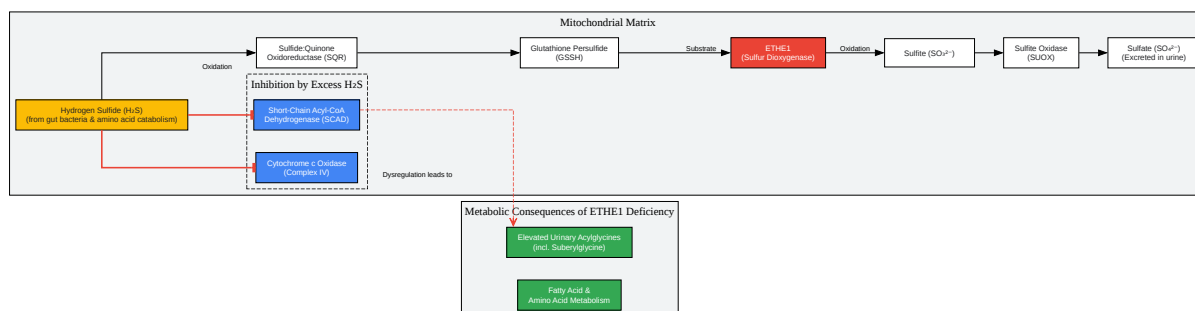 Mitochondrial Matrix
Sulfide:Quinone
Oxidoreductase (SQR)
Glutathione Persulfide
(GSSH)
Substrate
ETHE1
(Sulfur Dioxygenase)
Oxidation
Sulfite (SO₃²⁻)
Sulfite Oxidase
(SUOX)
Sulfate (SO₄²⁻)
(Excreted in urine)
Oxidation
Inhibition by Excess H₂S
Hydrogen Sulfide (H₂S)
(from gut bacteria & amino acid catabolism)
Short-Chain Acyl-CoA
Dehydrogenase (SCAD)
Cytochrome c Oxidase
(Complex IV)
Dysregulation leads to
Metabolic Consequences of ETHE1 Deficiency
Elevated Urinary Acylglycines
(incl. Suberylglycine)
Fatty Acid &
Amino Acid Metabolism